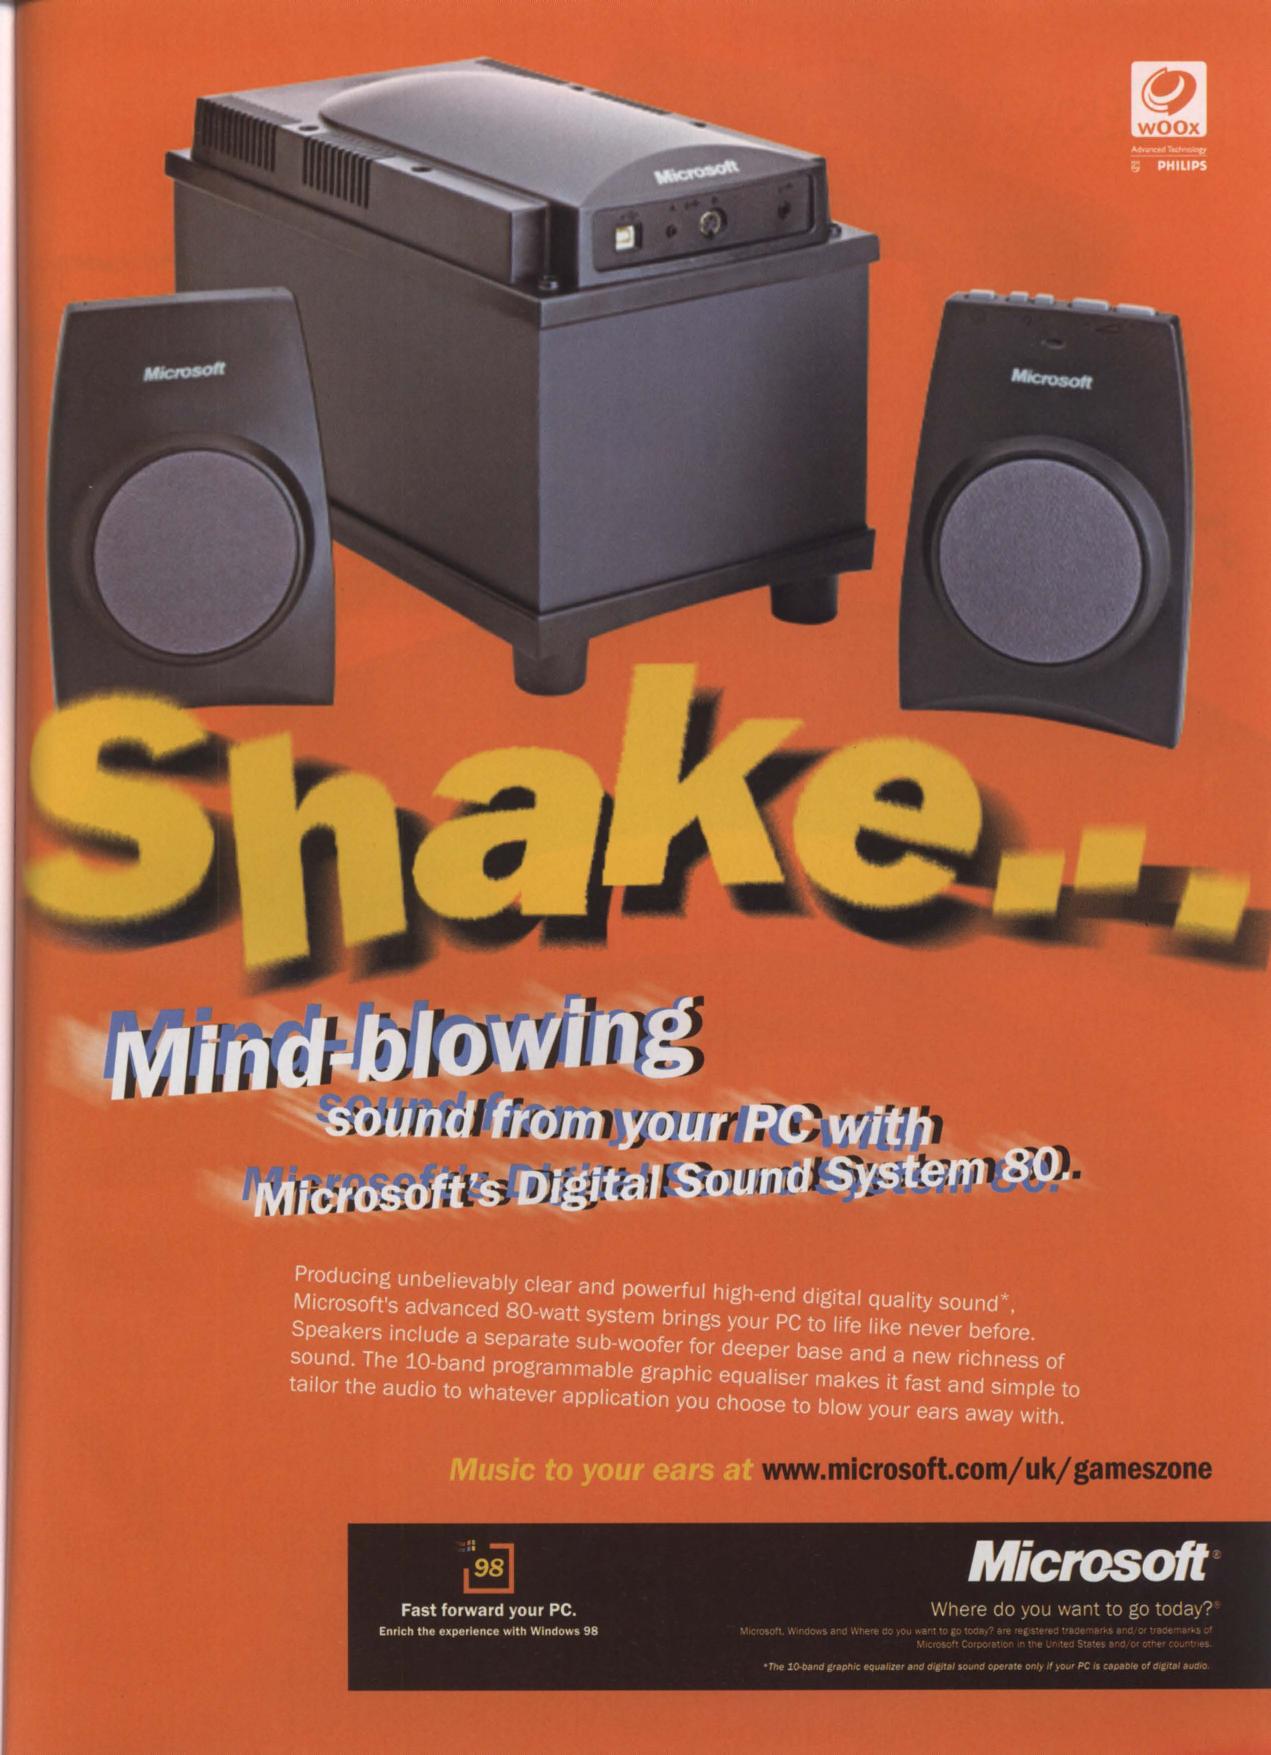 Microsoft
wOOx
Advanced Technology
PHILIPS
Microsoft
Microsoft
Shake...
Mind-blowing
sound from your PC with
Microsoft's Digital Sound System 80.
Producing unbelievably clear and powerful high-end digital quality sound*,
Microsoft's advanced 80-watt system brings your PC to life like never before.
Speakers include a separate sub-woofer for deeper base and a new richness of
sound. The 10-band programmable graphic equaliser makes it fast and simple to
tailor the audio to whatever application you choose to blow your ears away with.
Music to your ears at www.microsoft.com/uk/gameszone
98
Fast forward your PC.
Enrich the experience with Windows 98
Microsoft®
Where do you want to go today?®
Microsoft, Windows and Where do you want to go today? are registered trademarks and/or trademarks of
Microsoft Corporation in the United States and/or other countries.
*The 10-band graphic equalizer and digital sound operate only if your PC is capable of digital audio.